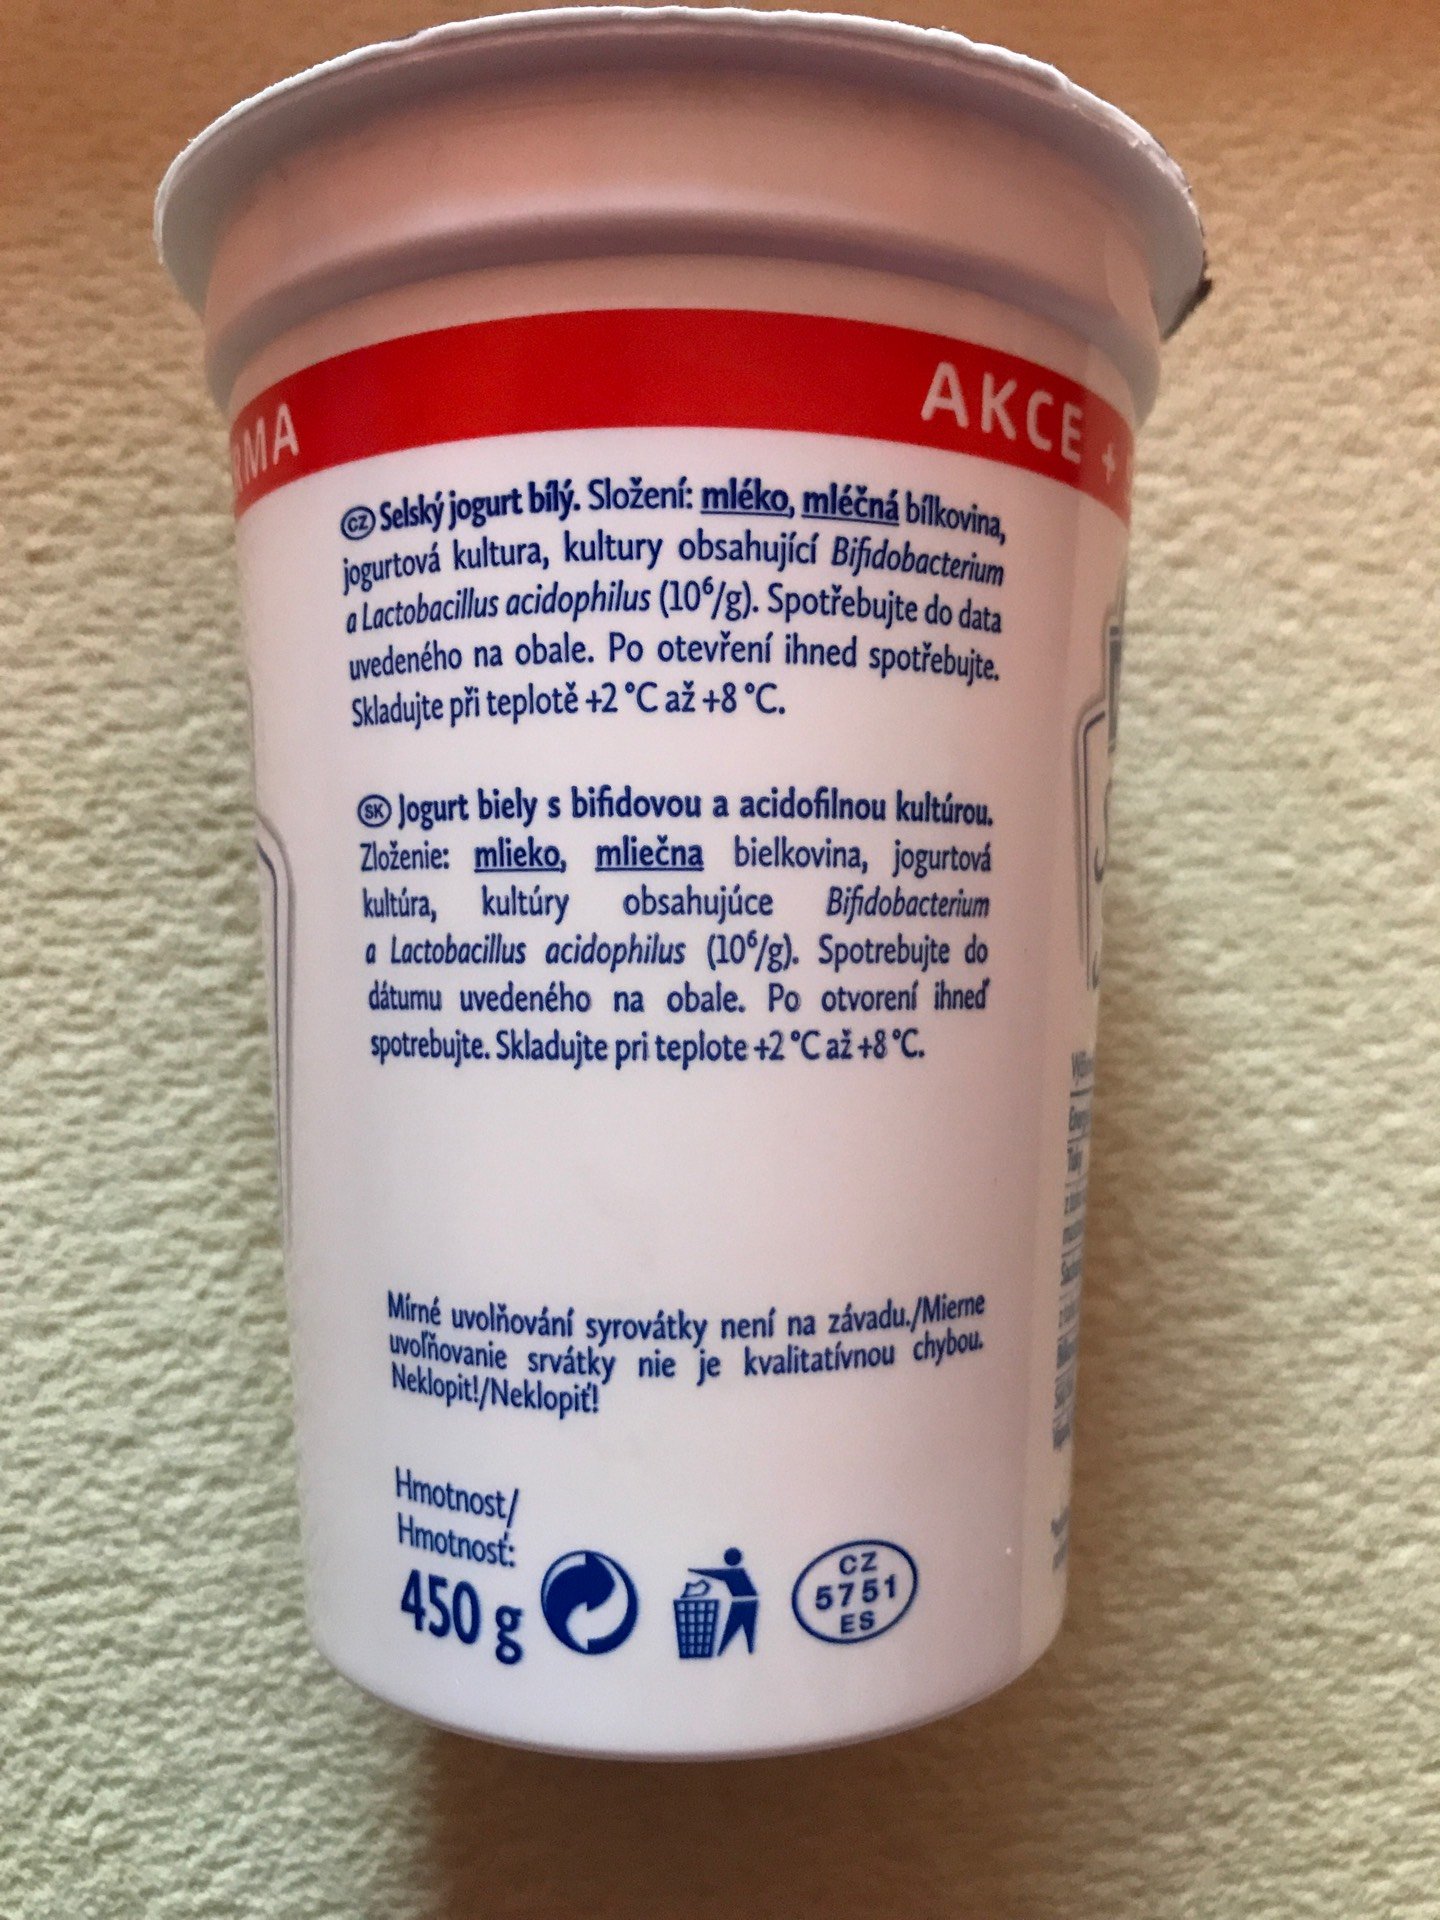 AKCE +
CZ Selský jogurt bílý. Složení: mléko, mléčná bílkovina,
jogurtová kultura, kultury obsahující Bifidobacterium
a Lactobacillus acidophilus (10⁶/g). Spotřebujte do data
uvedeného na obale. Po otevření ihned spotřebujte.
Skladujte při teplotě +2 °C až +8 °C.
SK Jogurt biely s bifidovou a acidofilnou kultúrou.
Zloženie: mlieko, mliečna bielkovina, jogurtová
kultúra, kultúry obsahujúce Bifidobacterium
a Lactobacillus acidophilus (10⁶/g). Spotrebujte do
dátumu uvedeného na obale. Po otvorení ihneď
spotrebujte. Skladujte pri teplote +2 °C až +8 °C.
Mírné uvolňování syrovátky není na závadu./Mierne
uvoľňovanie srvátky nie je kvalitatívnou chybou.
Neklopit!/Neklopiť!
Hmotnost/
Hmotnosť:
450 g
CZ
5751
ES